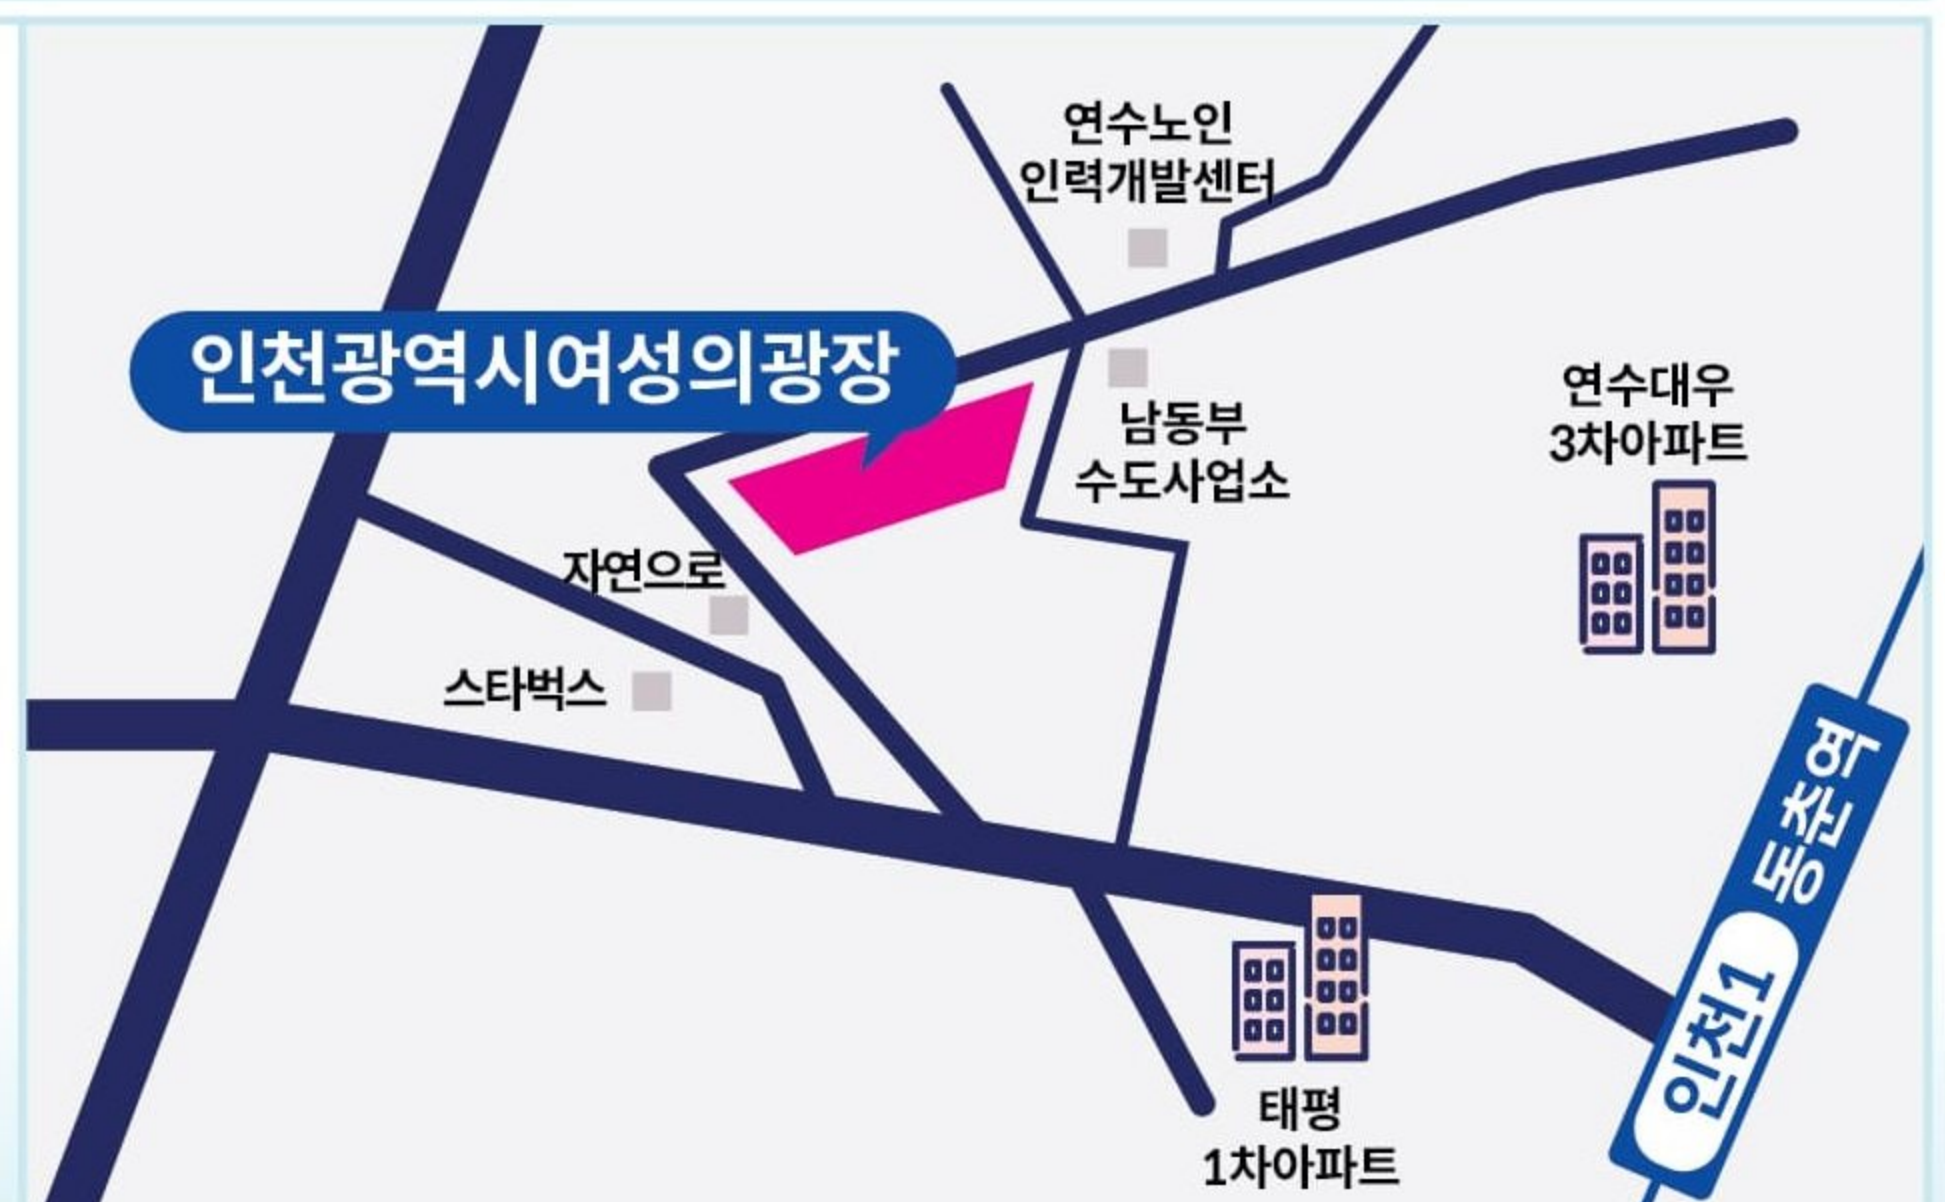 연수노인
인력개발센터
인천광역시여성의광장
남동부
수도사업소
연수대우
3차아파트
자연으로
스타벅스
인천1 동춘역
태평
1차아파트